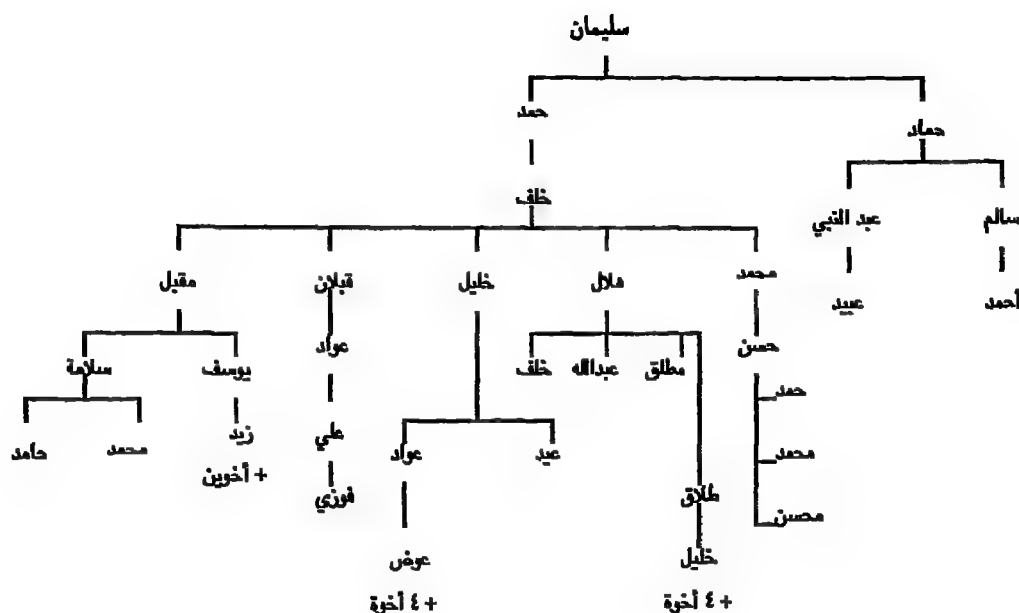 سليمان
حمد
حماد
خلف
عبد النبي
سالم
محمد
هلال
خليل
قبلان
مقبل
أحمد
عبيد
حسن
عواد
مطلق
عبدالله
خلف
يوسف
سلامة
حمد
زيد
علي
محمد
حامد
عيد
عواد
محمد
+ أخوين
طلاق
فوزي
محسن
خليل
عوض
+ ٤ أخوة
+ ٤ أخوة